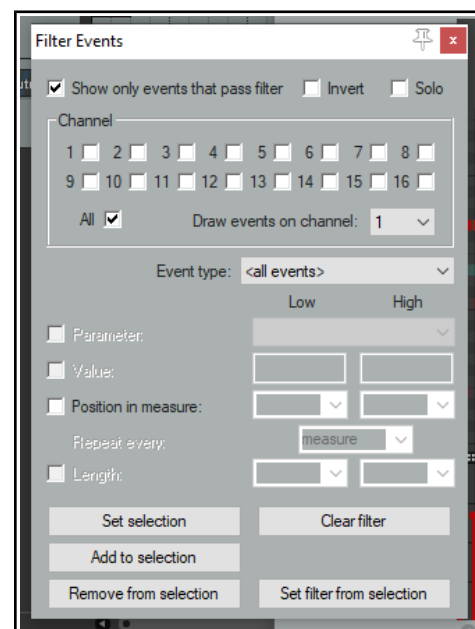 Filter Events
Show only events that pass filter Invert Solo
Channel
1 2 3 4 5 6 7 8
9 10 11 12 13 14 15 16
All Draw events on channel: 1
Event type: <all events>
Low High
Parameter:
Value:
Position in measure:
Repeat every: measure
Length:
Set selection Clear filter
Add to selection
Remove from selection Set filter from selection